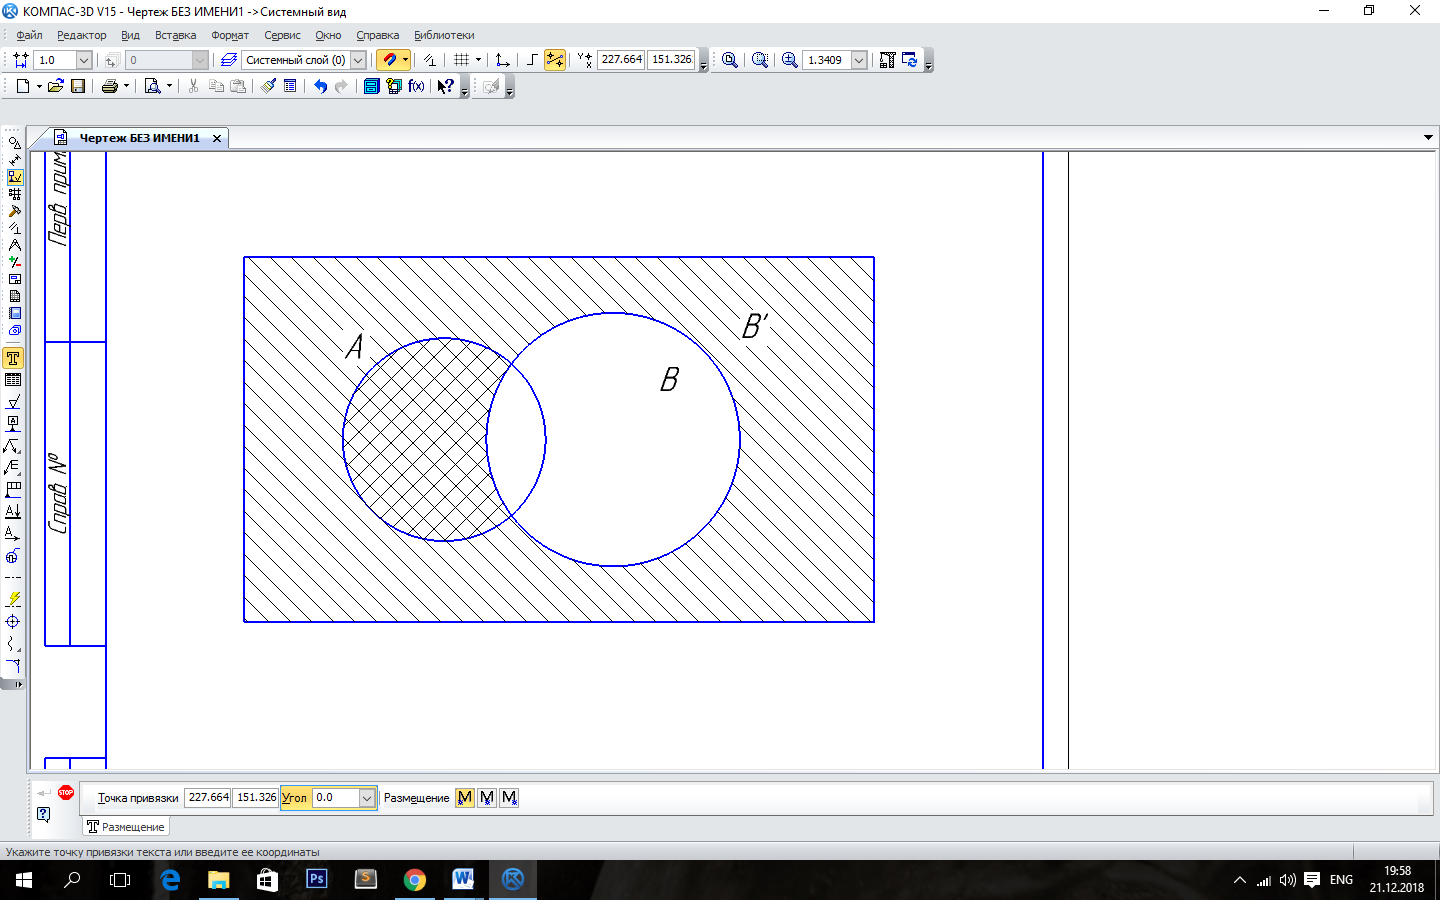 КОМПАС-3D V15 - Чертеж БЕЗ ИМЕНИ1 ->Системный вид
Файл Редактор Вид Вставка Формат Сервис Окно Справка Библиотеки
1.0 0 Системный слой (0) 227.664 151.326 1.3409
f(x)
Чертеж БЕЗ ИМЕНИ1
Перв прим
Справ №
A
B'
B
Точка привязки 227.664 151.326 Угол 0.0 Размещение
Размещение
Укажите точку привязки текста или введите ее координаты
ENG
19:58
21.12.2018